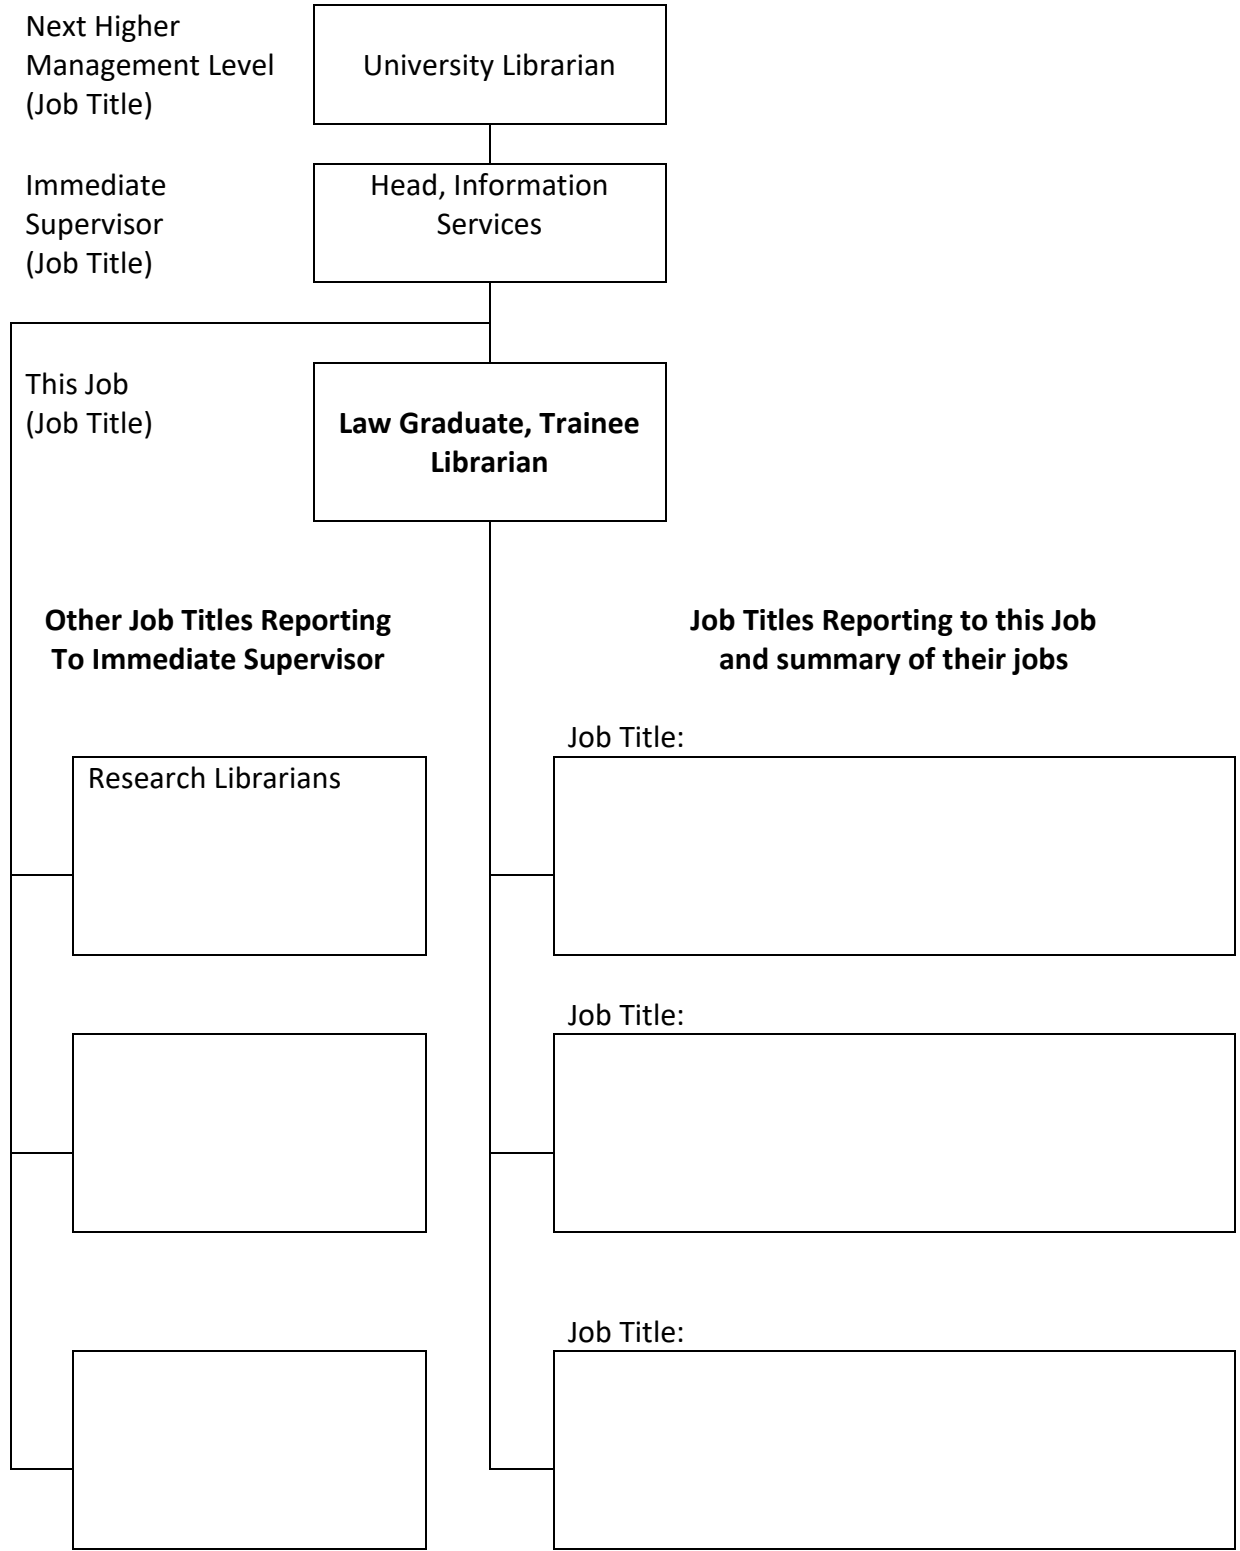 Next Higher
Management Level
(Job Title)
University Librarian
Immediate
Supervisor
(Job Title)
Head, Information
Services
This Job
(Job Title)
Law Graduate, Trainee
Librarian
Other Job Titles Reporting
To Immediate Supervisor
Job Titles Reporting to this Job
and summary of their jobs
Job Title:
Research Librarians
Job Title:
Job Title: